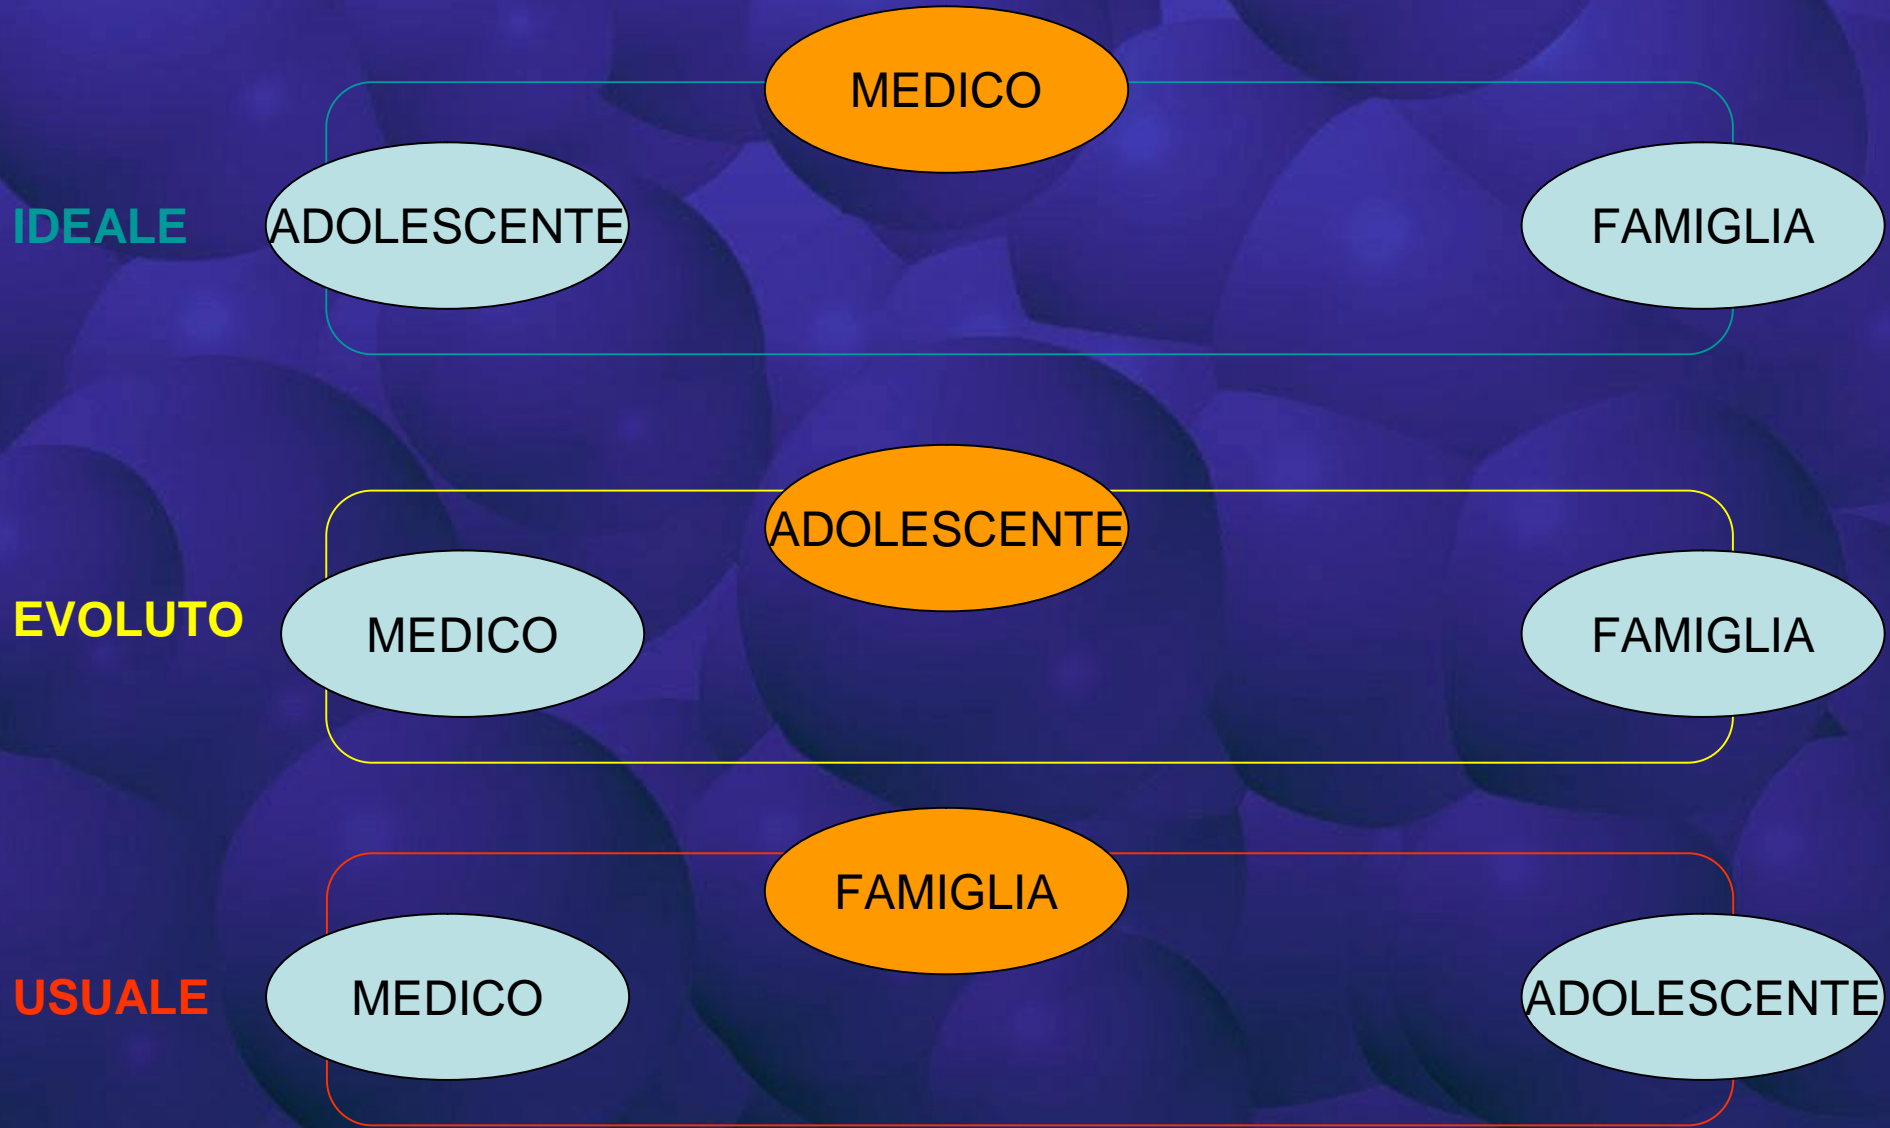 MEDICO
IDEALE
ADOLESCENTE
FAMIGLIA
ADOLESCENTE
EVOLUTO
MEDICO
FAMIGLIA
FAMIGLIA
USUALE
MEDICO
ADOLESCENTE